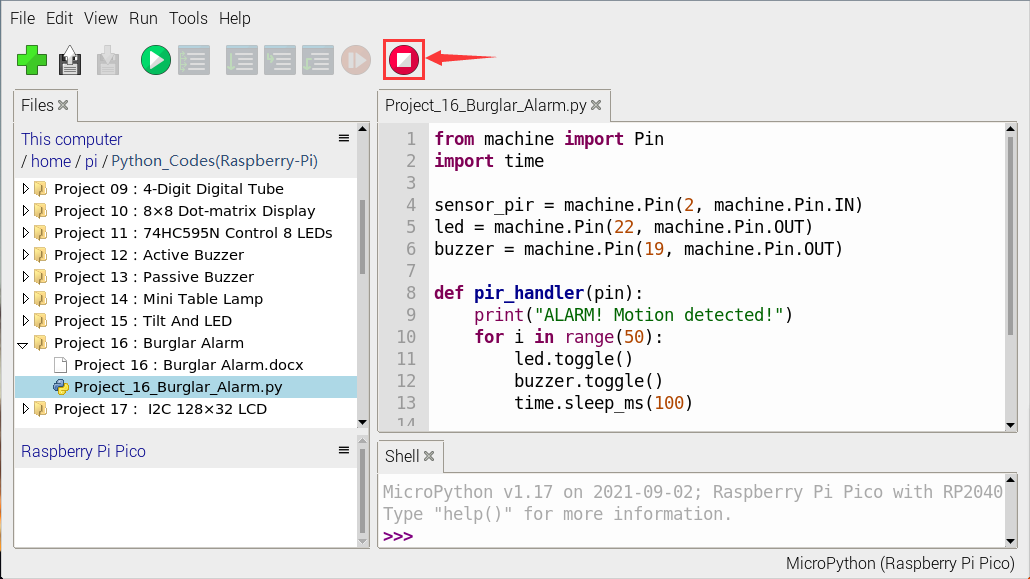 File Edit View Run Tools Help
Files
This computer
/ home / pi / Python_Codes(Raspberry-Pi)
Project 09 : 4-Digit Digital Tube
Project 10 : 8×8 Dot-matrix Display
Project 11 : 74HC595N Control 8 LEDs
Project 12 : Active Buzzer
Project 13 : Passive Buzzer
Project 14 : Mini Table Lamp
Project 15 : Tilt And LED
Project 16 : Burglar Alarm
Project 16 : Burglar Alarm.docx
Project_16_Burglar_Alarm.py
Project 17 : I2C 128×32 LCD
Raspberry Pi Pico
Project_16_Burglar_Alarm.py
1 from machine import Pin
2 import time
3
4 sensor_pir = machine.Pin(2, machine.Pin.IN)
5 led = machine.Pin(22, machine.Pin.OUT)
6 buzzer = machine.Pin(19, machine.Pin.OUT)
7
8 def pir_handler(pin):
9 print("ALARM! Motion detected!")
10 for i in range(50):
11 led.toggle()
12 buzzer.toggle()
13 time.sleep_ms(100)
14
Shell
MicroPython v1.17 on 2021-09-02; Raspberry Pi Pico with RP2040
Type "help()" for more information.
>>>
MicroPython (Raspberry Pi Pico)